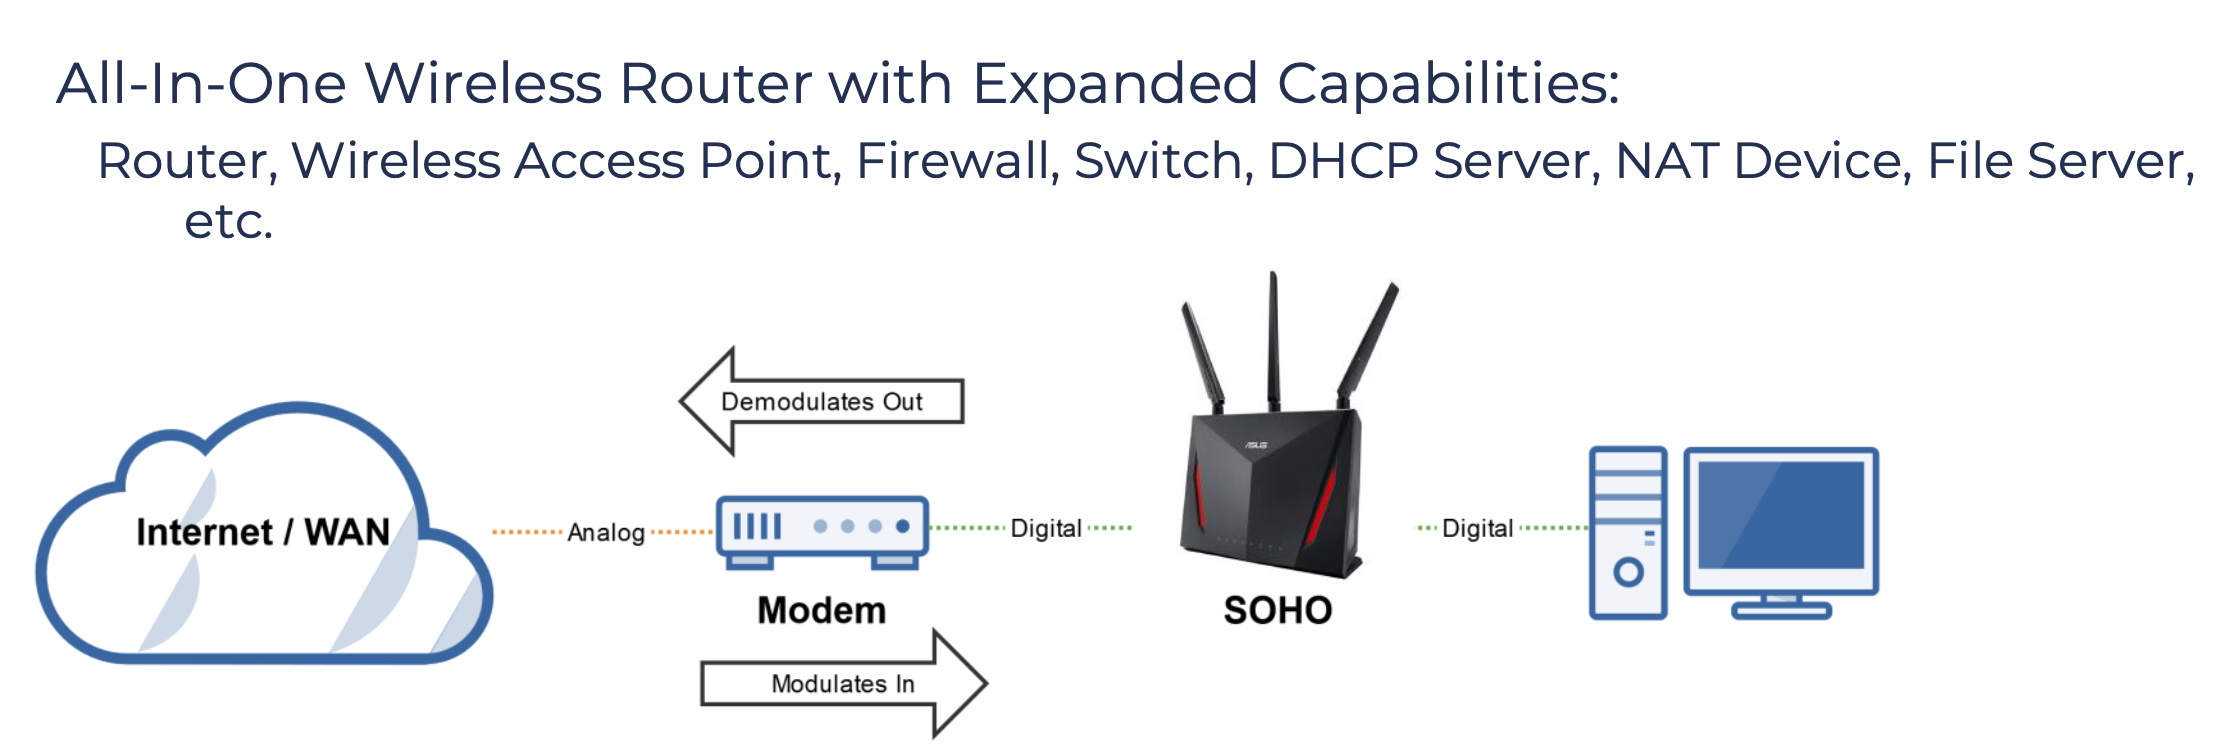 All-In-One Wireless Router with Expanded Capabilities:
Router, Wireless Access Point, Firewall, Switch, DHCP Server, NAT Device, File Server,
etc.
Demodulates Out
ASUS
Internet / WAN
Analog
Digital
Digital
Modem
SOHO
Modulates In